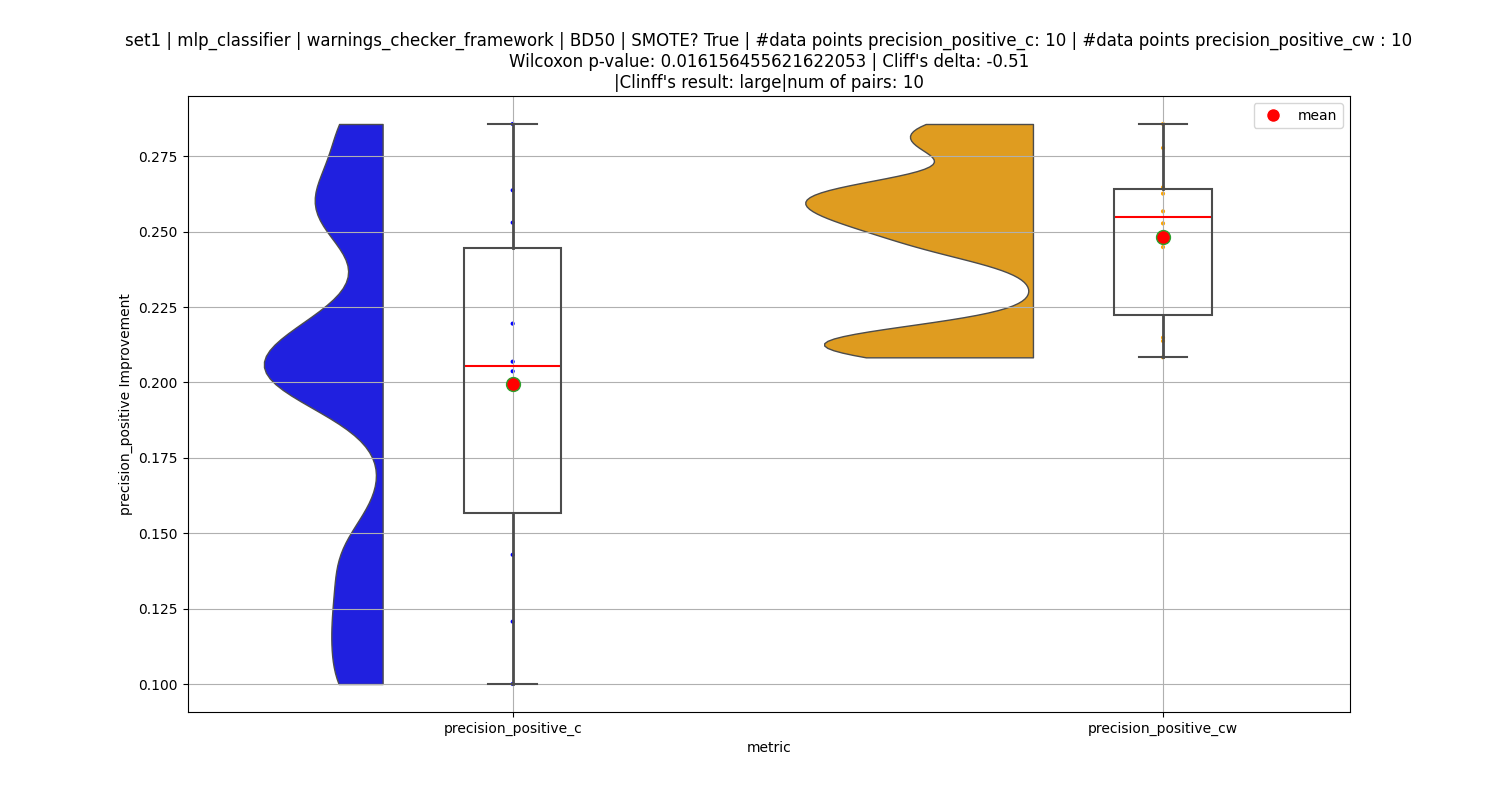 set1 | mlp_classifier | warnings_checker_framework | BD50 | SMOTE? True | #data points precision_positive_c: 10 | #data points precision_positive_cw : 10
Wilcoxon p-value: 0.016156455621622053 | Cliff's delta: -0.51
|Clinff's result: large|num of pairs: 10
mean
0.275
0.250
0.225
0.200
0.175
0.150
0.125
0.100
precision_positive Improvement
precision_positive_c
precision_positive_cw
metric